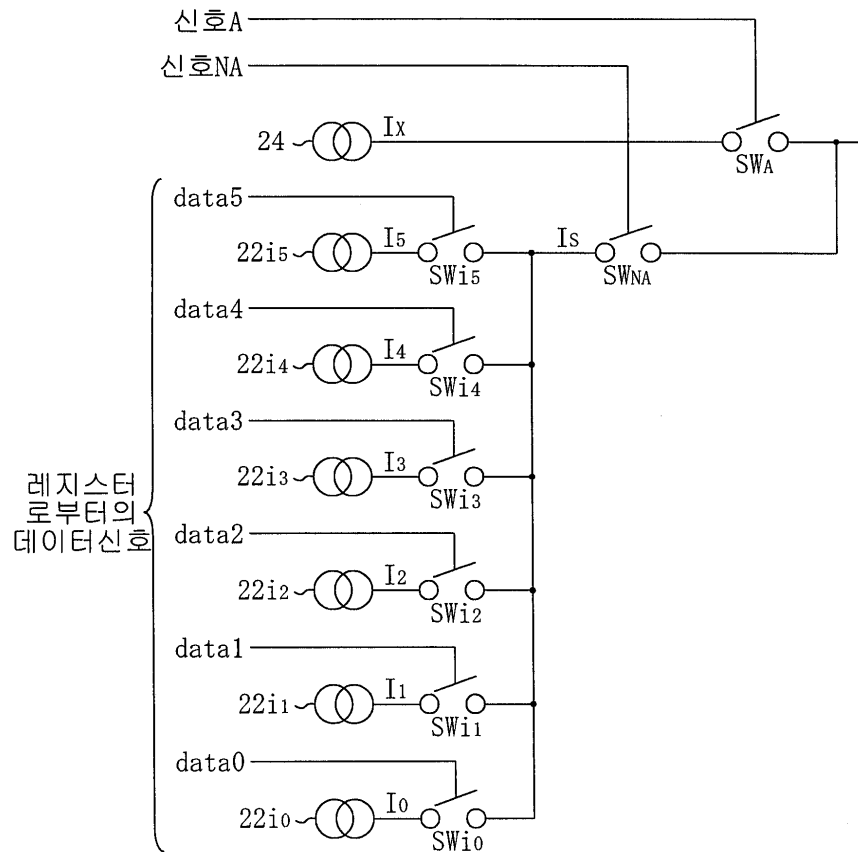 신호A
신호NA
24 IX SWA
data5
22i5 I5 SWi5 IS SWNA
data4
22i4 I4 SWi4
data3
22i3 I3 SWi3
레지스터
로부터의
데이터신호
data2
22i2 I2 SWi2
data1
22i1 I1 SWi1
data0
22i0 I0 SWi0